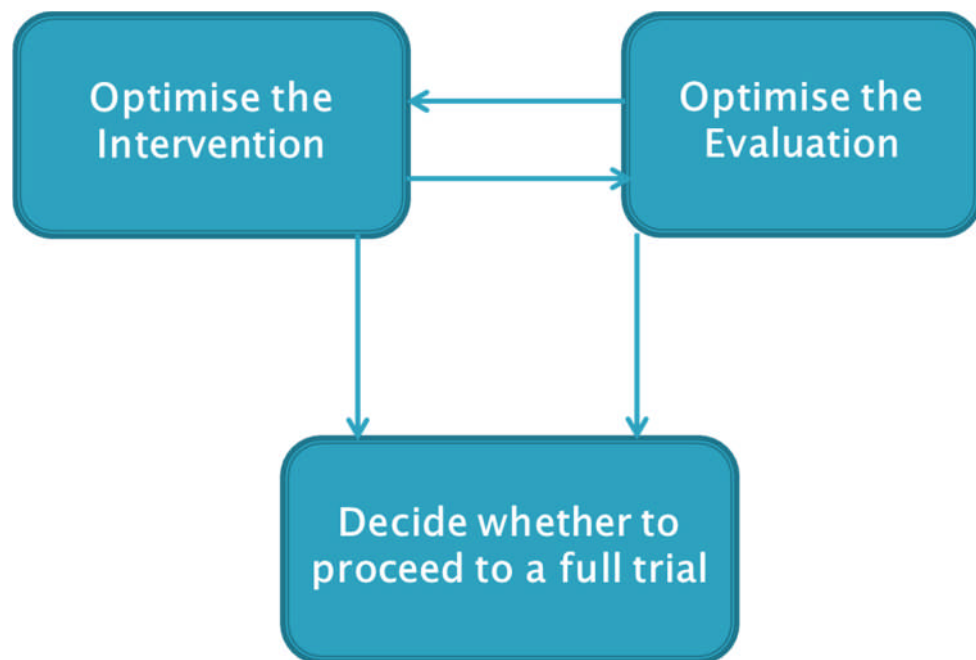 Optimise the
Intervention
Optimise the
Evaluation
Decide whether to
proceed to a full trial